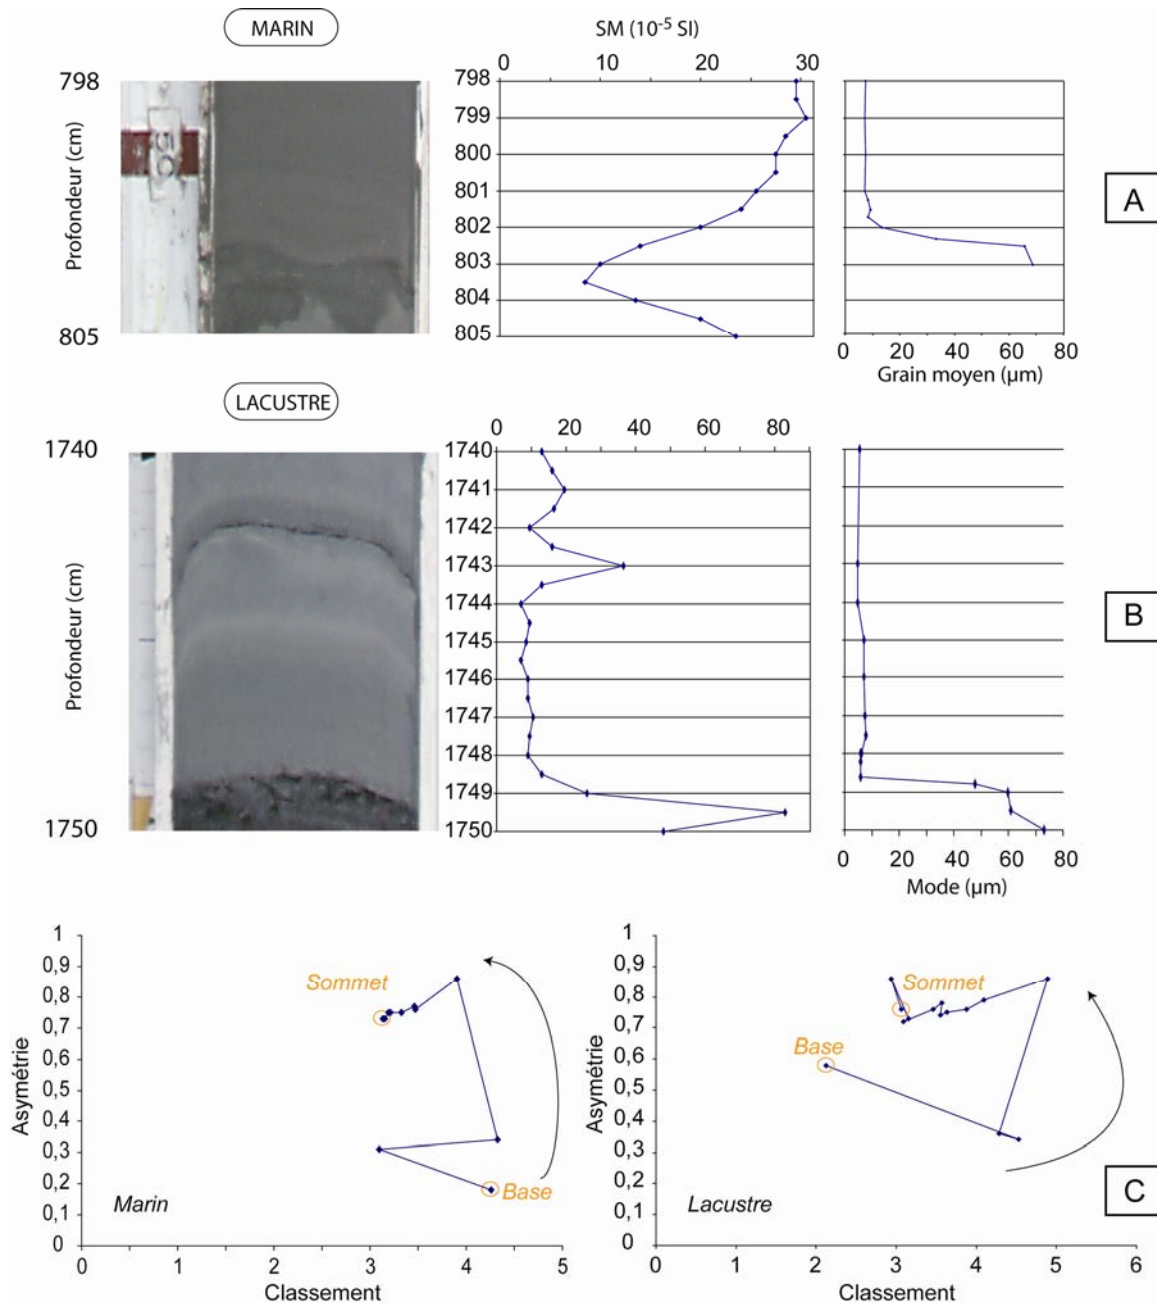 MARIN
SM (10-5 SI)
0 10 20 30
798
Profondeur (cm)
805
50
798
799
800
801
802
803
804
805
0 20 40 60 80
Grain moyen (µm)
A
LACUSTRE
0 20 40 60 80
1740
Profondeur (cm)
1750
1740
1741
1742
1743
1744
1745
1746
1747
1748
1749
1750
0 20 40 60 80
Mode (µm)
B
1
0,9
0,8
0,7
0,6
0,5
0,4
0,3
0,2
0,1
0
Asymétrie
Sommet
Base
Marin
0 1 2 3 4 5
Classement
1
0,9
0,8
0,7
0,6
0,5
0,4
0,3
0,2
0,1
0
Asymétrie
Sommet
Base
Lacustre
0 1 2 3 4 5 6
Classement
C